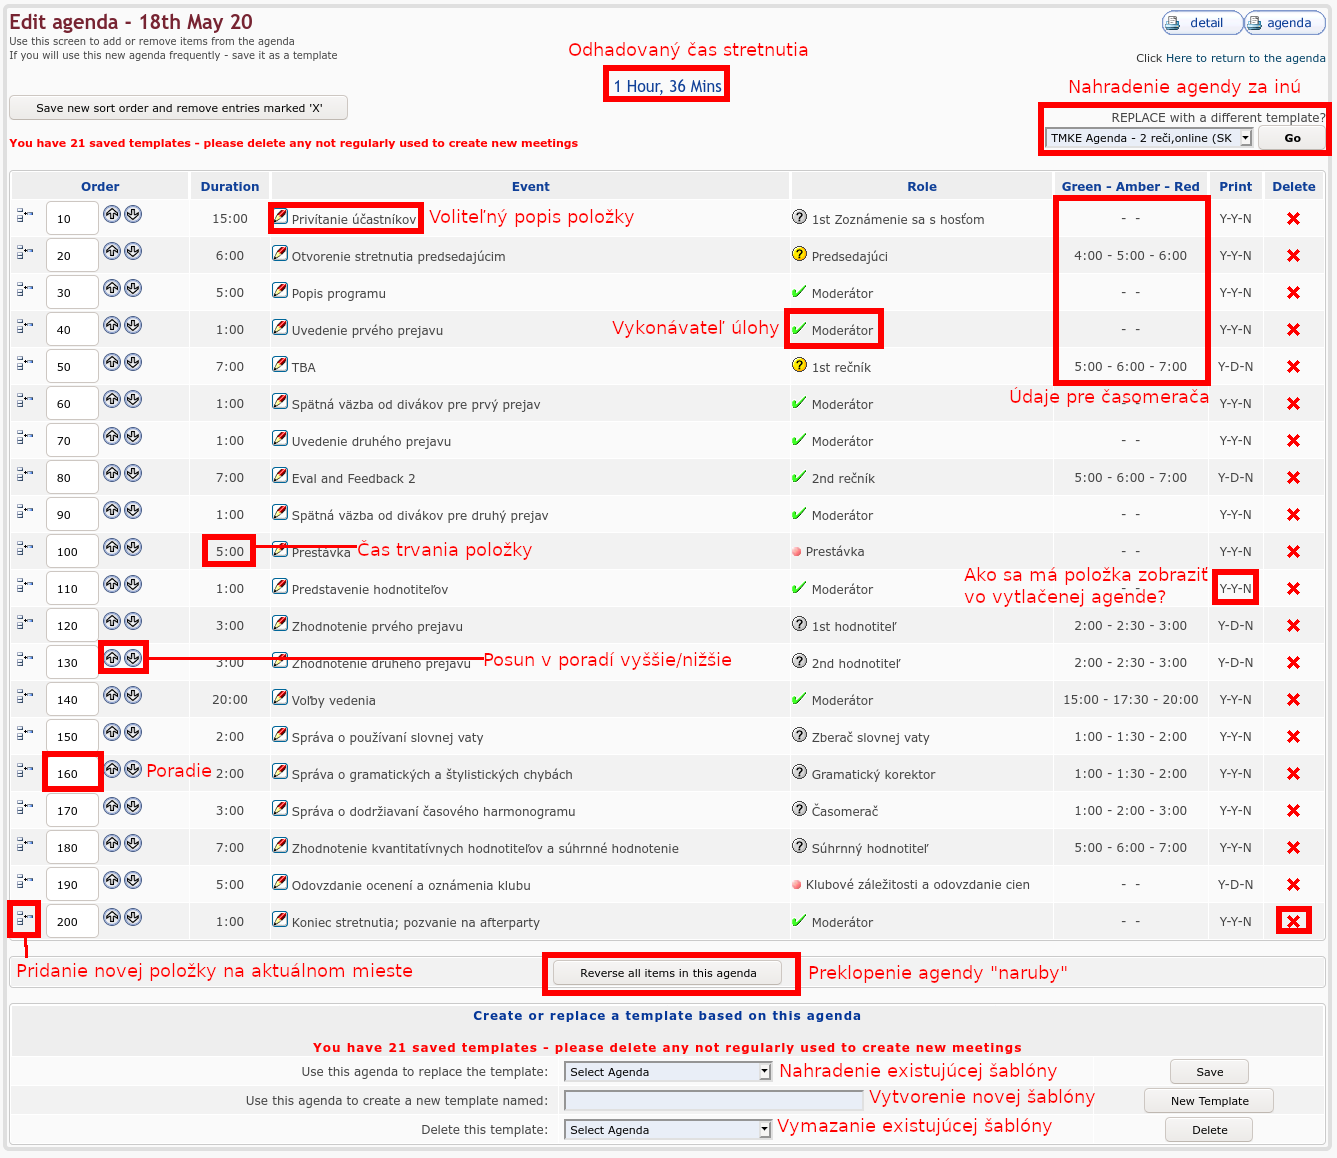 Edit agenda - 18th May 20
Use this screen to add or remove items from the agenda
If you will use this new agenda frequently - save it as a template
detail agenda
Click Here to return to the agenda
Odhadovaný čas stretnutia
1 Hour, 36 Mins
Nahradenie agendy za inú
Save new sort order and remove entries marked 'X'
REPLACE with a different template?
TMKE Agenda - 2 reči,online (SK Go
You have 21 saved templates - please delete any not regularly used to create new meetings
Order Duration Event Role Green - Amber - Red Print Delete
10 15:00 Privítanie účastníkov Voliteľný popis položky 1st Zoznámenie sa s hosťom - - Y-Y-N
20 6:00 Otvorenie stretnutia predsedajúcim Predsedajúci 4:00 - 5:00 - 6:00 Y-Y-N
30 5:00 Popis programu Moderátor - - Y-Y-N
40 1:00 Uvedenie prvého prejavu Vykonávateľ úlohy Moderátor - - Y-Y-N
50 7:00 TBA 1st rečník 5:00 - 6:00 - 7:00 Y-D-N
Údaje pre časomerača
60 1:00 Spätná väzba od divákov pre prvý prejav Moderátor - - Y-Y-N
70 1:00 Uvedenie druhého prejavu Moderátor - - Y-Y-N
80 7:00 Eval and Feedback 2 2nd rečník 5:00 - 6:00 - 7:00 Y-D-N
90 1:00 Spätná väzba od divákov pre druhý prejav Moderátor - - Y-Y-N
100 5:00 Prestávka Čas trvania položky Prestávka - - Y-Y-N
Ako sa má položka zobraziť
vo vytlačenej agende?
110 1:00 Predstavenie hodnotiteľov Moderátor - - Y-Y-N
120 3:00 Zhodnotenie prvého prejavu 1st hodnotiteľ 2:00 - 2:30 - 3:00 Y-D-N
130 3:00 Zhodnotenie druhého prejavu Posun v poradí vyššie/nižšie 2nd hodnotiteľ 2:00 - 2:30 - 3:00 Y-D-N
140 20:00 Voľby vedenia Moderátor 15:00 - 17:30 - 20:00 Y-Y-N
150 2:00 Správa o používaní slovnej vaty Zberač slovnej vaty 1:00 - 1:30 - 2:00 Y-Y-N
160 Poradie 2:00 Správa o gramatických a štylistických chybách Gramatický korektor 1:00 - 1:30 - 2:00 Y-Y-N
170 3:00 Správa o dodržiavaní časového harmonogramu Časomerač 1:00 - 2:00 - 3:00 Y-Y-N
180 7:00 Zhodnotenie kvantitatívnych hodnotiteľov a súhrnné hodnotenie Súhrnný hodnotiteľ 5:00 - 6:00 - 7:00 Y-Y-N
190 5:00 Odovzdanie ocenení a oznámenia klubu Klubové záležitosti a odovzdanie cien - - Y-D-N
200 1:00 Koniec stretnutia; pozvanie na afterparty Moderátor - - Y-Y-N
Pridanie novej položky na aktuálnom mieste Reverse all items in this agenda Preklopenie agendy "naruby"
Create or replace a template based on this agenda
You have 21 saved templates - please delete any not regularly used to create new meetings
Use this agenda to replace the template: Select Agenda Nahradenie existujúcej šablóny Save
Use this agenda to create a new template named: Vytvorenie novej šablóny New Template
Delete this template: Select Agenda Vymazanie existujúcej šablóny Delete